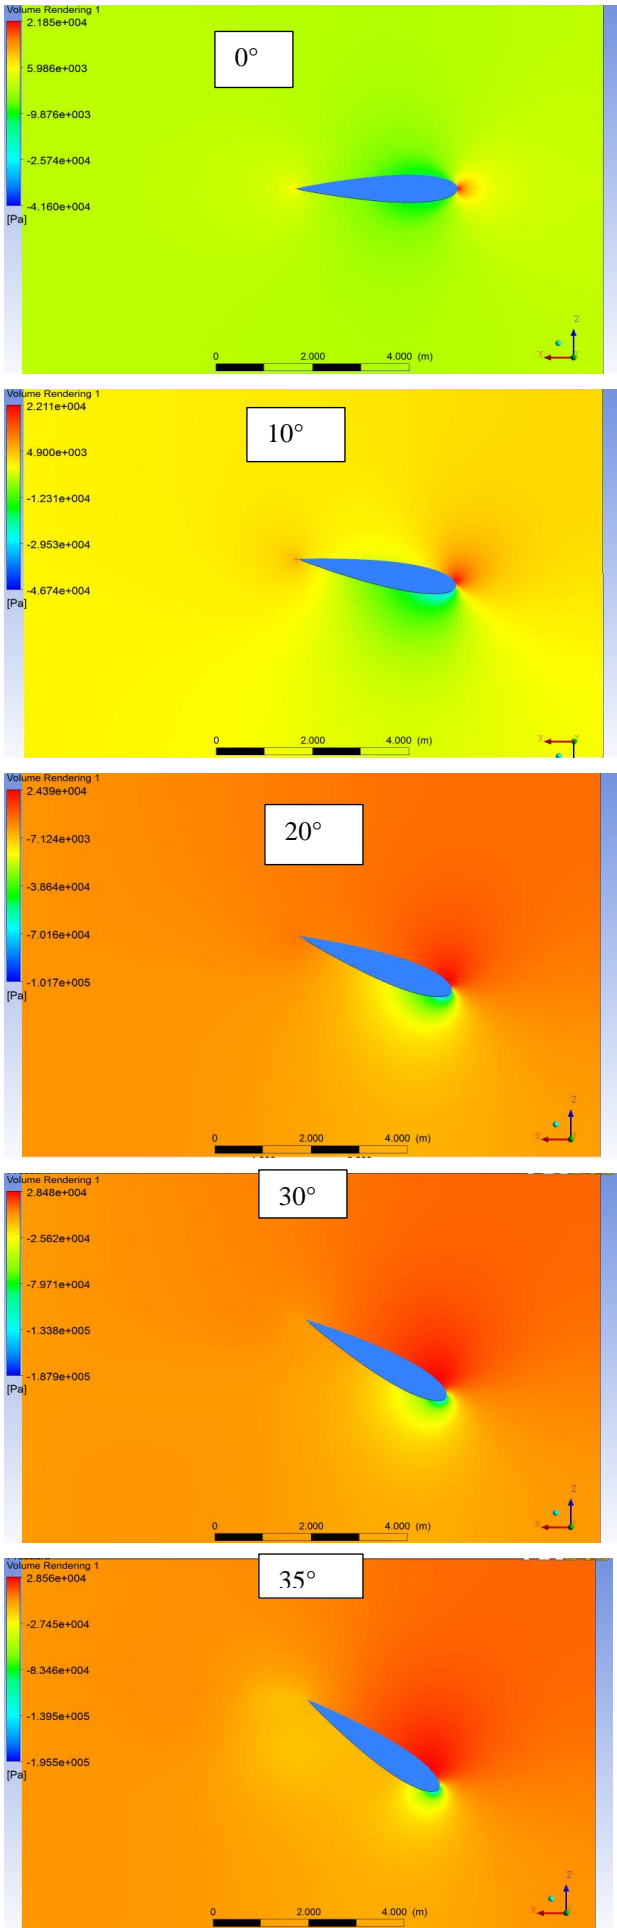 Volume Rendering 1
2.185e+004
5.986e+003
-9.876e+003
-2.574e+004
-4.160e+004
[Pa]
0°
Z
X
0 2.000 4.000 (m)
Volume Rendering 1
2.211e+004
4.900e+003
-1.231e+004
-2.953e+004
-4.674e+004
10°
0 2.000 4.000 (m)
X
Volume Rendering 1
2.439e+004
-7.124e+003
-3.864e+004
-7.016e+004
-1.017e+005
[Pa]
20°
Z
X
0 2.000 4.000 (m)
Volume Rendering 1
2.848e+004
-2.562e+004
-7.971e+004
-1.338e+005
-1.879e+005
[Pa]
30°
Z
X
0 2.000 4.000 (m)
Volume Rendering 1
2.856e+004
-2.745e+004
-8.346e+004
-1.395e+005
-1.955e+005
[Pa]
35°
Z
X
0 2.000 4.000 (m)